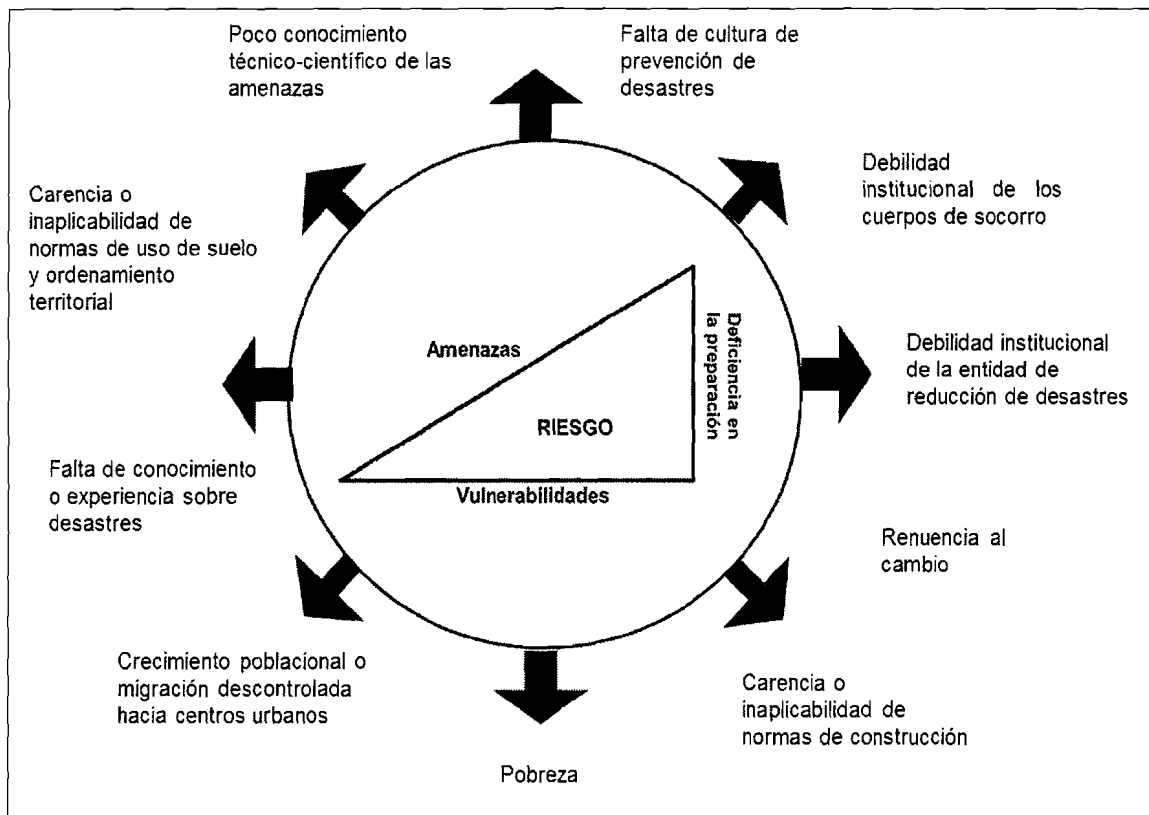 Poco conocimiento
técnico-científico de las
amenazas
Falta de cultura de
prevención de
desastres
Debilidad
institucional de los
cuerpos de socorro
Carencia o
inaplicabilidad de
normas de uso de suelo
y ordenamiento
territorial
Amenazas
Deficiencia en
la preparación
RIESGO
Vulnerabilidades
Debilidad institucional
de la entidad de
reducción de desastres
Falta de conocimiento
o experiencia sobre
desastres
Renuencia al
cambio
Crecimiento poblacional o
migración descontrolada
hacia centros urbanos
Carencia o
inaplicabilidad de
normas de construcción
Pobreza